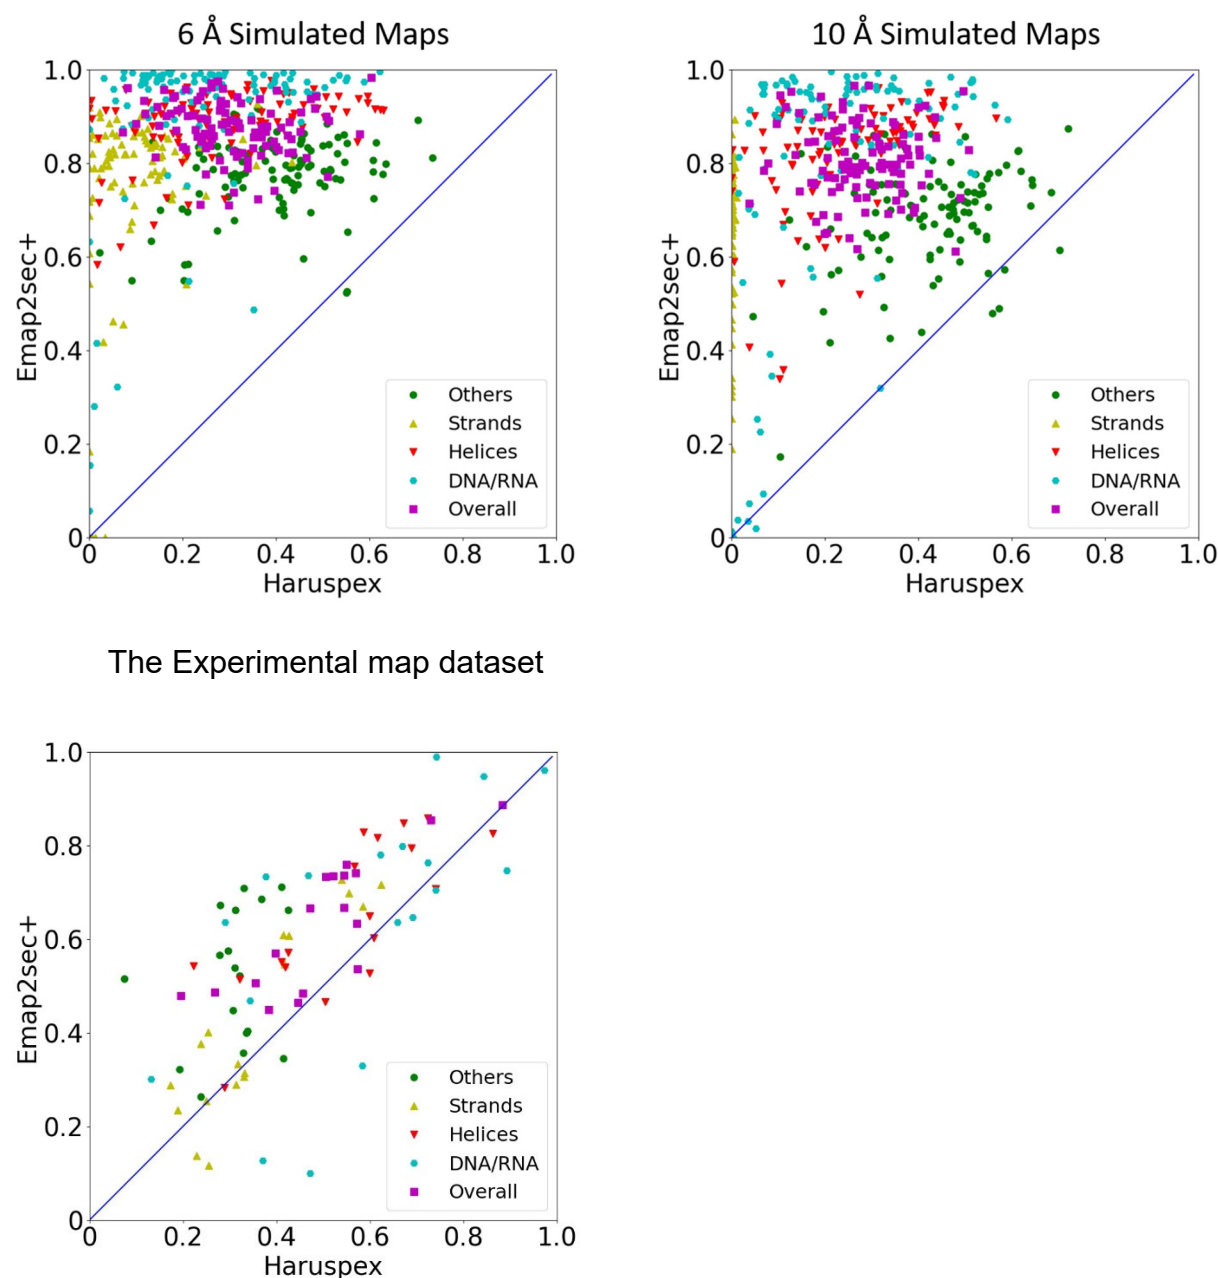 6 Å Simulated Maps
10 Å Simulated Maps
1.0
0.8
0.6
0.4
0.2
0
Emap2sec+
0
0.2
0.4
0.6
0.8
1.0
Haruspex
Others
Strands
Helices
DNA/RNA
Overall
1.0
0.8
0.6
0.4
0.2
0
Emap2sec+
0
0.2
0.4
0.6
0.8
1.0
Haruspex
Others
Strands
Helices
DNA/RNA
Overall
The Experimental map dataset
1.0
0.8
0.6
0.4
0.2
0
Emap2sec+
0
0.2
0.4
0.6
0.8
1.0
Haruspex
Others
Strands
Helices
DNA/RNA
Overall